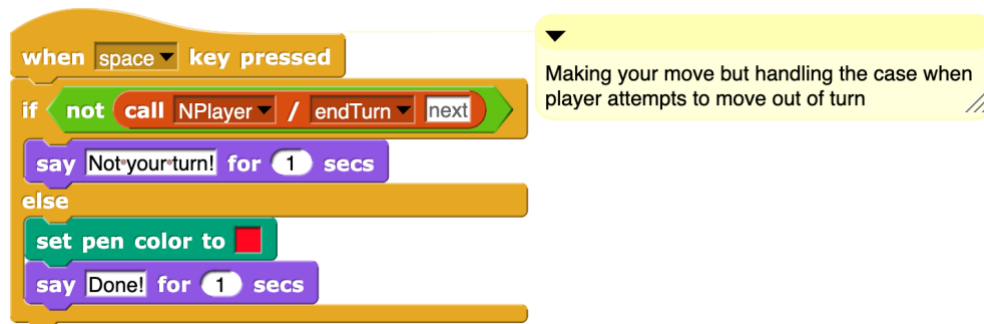 when space key pressed
if not call NPlayer / endTurn next
say Not your turn! for 1 secs
else
set pen color to
say Done! for 1 secs
Making your move but handling the case when
player attempts to move out of turn